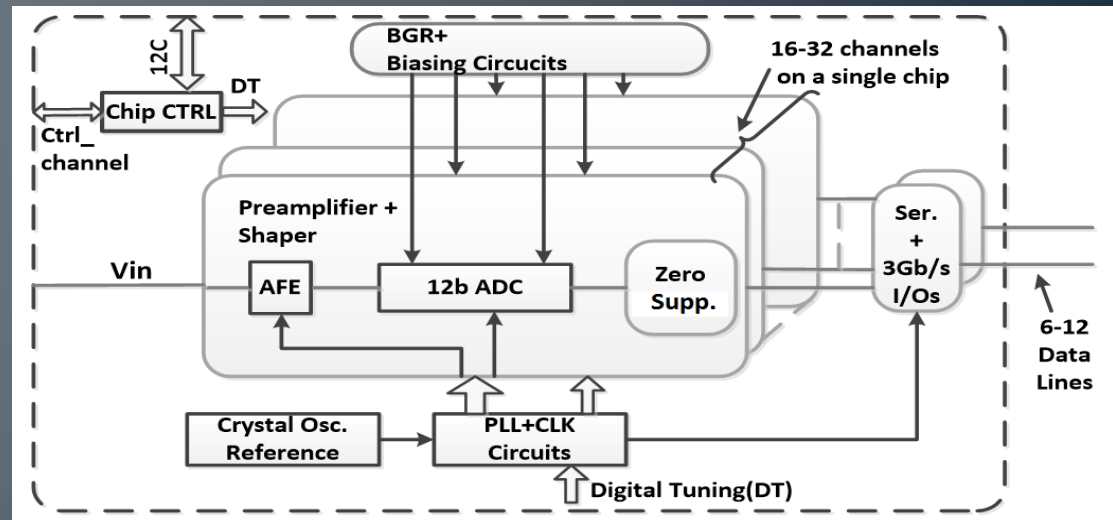 12C
Chip CTRL
DT
Ctrl_
channel
BGR+
Biasing Circucits
16-32 channels
on a single chip
Preamplifier +
Shaper
Vin
AFE
12b ADC
Zero
Supp.
Ser.
+
3Gb/s
I/Os
6-12
Data
Lines
Crystal Osc.
Reference
PLL+CLK
Circuits
Digital Tuning(DT)